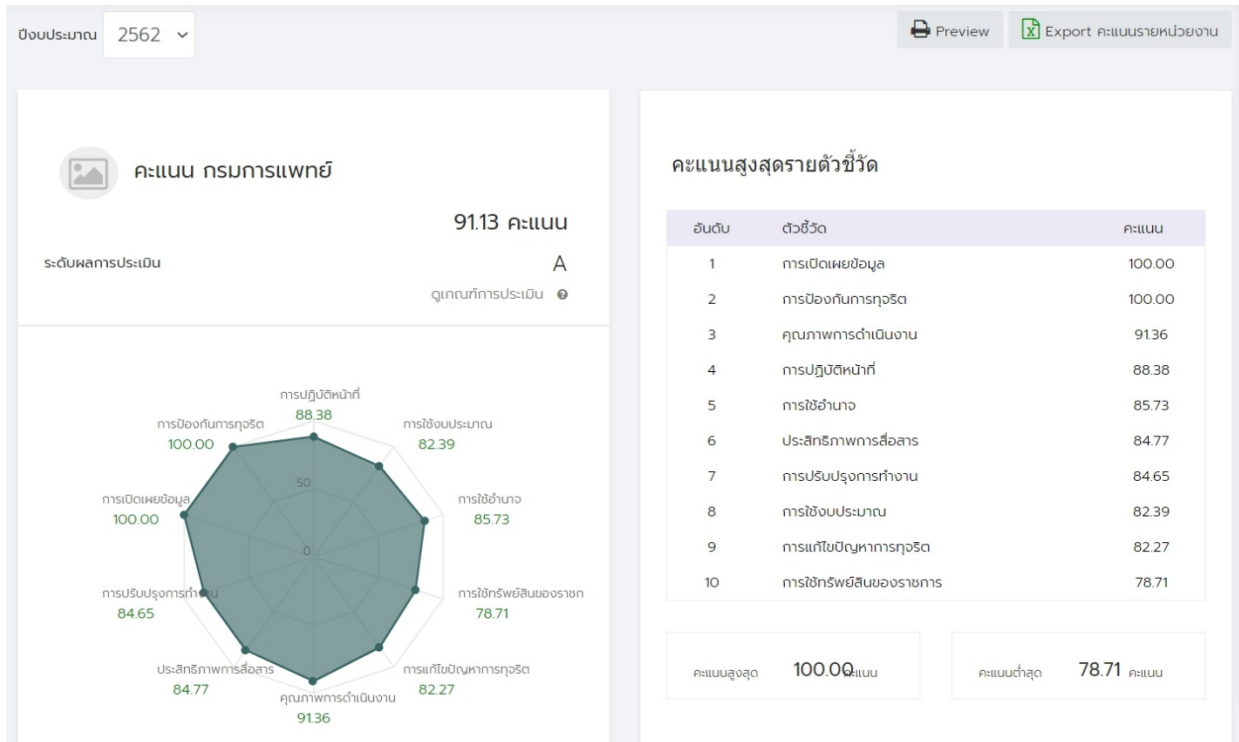 ปีงบประมาณ 2562
Preview
Export คะแนนรายหน่วยงาน
คะแนน กรมการแพทย์
91.13 คะแนน
ระดับผลการประเมิน A
ดูเกณฑ์การประเมิน
การปฏิบัติหน้าที่
88.38
การป้องกันการทุจริต
100.00
การใช้งบประมาณ
82.39
50
การเปิดเผยข้อมูล
100.00
การใช้อำนาจ
85.73
0
การปรับปรุงการทำงาน
84.65
การใช้ทรัพย์สินของราชก
78.71
ประสิทธิภาพการสื่อสาร
84.77
การแก้ไขปัญหาการทุจริต
82.27
คุณภาพการดำเนินงาน
91.36
คะแนนสูงสุดรายตัวชี้วัด
อันดับ ตัวชี้วัด คะแนน
1 การเปิดเผยข้อมูล 100.00
2 การป้องกันการทุจริต 100.00
3 คุณภาพการดำเนินงาน 91.36
4 การปฏิบัติหน้าที่ 88.38
5 การใช้อำนาจ 85.73
6 ประสิทธิภาพการสื่อสาร 84.77
7 การปรับปรุงการทำงาน 84.65
8 การใช้งบประมาณ 82.39
9 การแก้ไขปัญหาการทุจริต 82.27
10 การใช้ทรัพย์สินของราชการ 78.71
คะแนนสูงสุด 100.00 คะแนน
คะแนนต่ำสุด 78.71 คะแนน